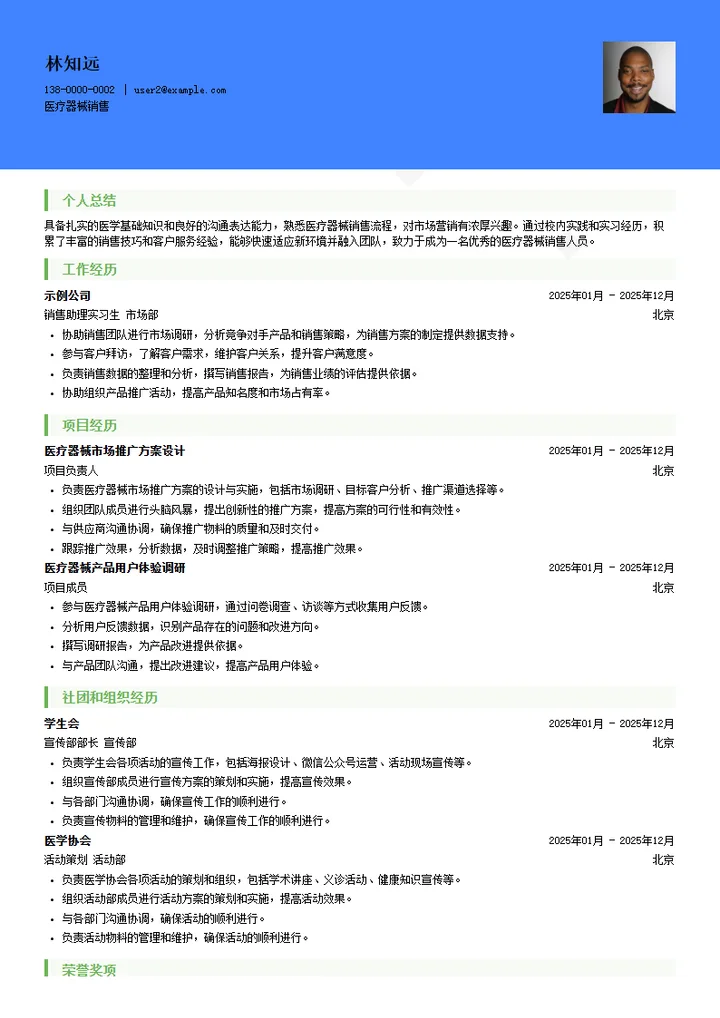 林知远
138-0000-0002 | user2@example.com
医疗器械销售
个人总结
具备扎实的医学基础知识和良好的沟通表达能力，熟悉医疗器械销售流程，对市场营销有浓厚兴趣。通过校内实践和实习经历，积
累了丰富的销售技巧和客户服务经验，能够快速适应新环境并融入团队，致力于成为一名优秀的医疗器械销售人员。
工作经历
示例公司 2025年01月 - 2025年12月
销售助理实习生 市场部 北京
• 协助销售团队进行市场调研，分析竞争对手产品和销售策略，为销售方案的制定提供数据支持。
• 参与客户拜访，了解客户需求，维护客户关系，提升客户满意度。
• 负责销售数据的整理和分析，撰写销售报告，为销售业绩的评估提供依据。
• 协助组织产品推广活动，提高产品知名度和市场占有率。
项目经历
医疗器械市场推广方案设计 2025年01月 - 2025年12月
项目负责人 北京
• 负责医疗器械市场推广方案的设计与实施，包括市场调研、目标客户分析、推广渠道选择等。
• 组织团队成员进行头脑风暴，提出创新性的推广方案，提高方案的可行性和有效性。
• 与供应商沟通协调，确保推广物料的质量和及时交付。
• 跟踪推广效果，分析数据，及时调整推广策略，提高推广效果。
医疗器械产品用户体验调研 2025年01月 - 2025年12月
项目成员 北京
• 参与医疗器械产品用户体验调研，通过问卷调查、访谈等方式收集用户反馈。
• 分析用户反馈数据，识别产品存在的问题和改进方向。
• 撰写调研报告，为产品改进提供依据。
• 与产品团队沟通，提出改进建议，提高产品用户体验。
社团和组织经历
学生会 2025年01月 - 2025年12月
宣传部部长 宣传部 北京
• 负责学生会各项活动的宣传工作，包括海报设计、微信公众号运营、活动现场宣传等。
• 组织宣传部成员进行宣传方案的策划和实施，提高宣传效果。
• 与各部门沟通协调，确保宣传工作的顺利进行。
• 负责宣传物料的管理和维护，确保宣传工作的顺利进行。
医学协会 2025年01月 - 2025年12月
活动策划 活动部 北京
• 负责医学协会各项活动的策划和组织，包括学术讲座、义诊活动、健康知识宣传等。
• 组织活动部成员进行活动方案的策划和实施，提高活动效果。
• 与各部门沟通协调，确保活动的顺利进行。
• 负责活动物料的管理和维护，确保活动的顺利进行。
荣誉奖项